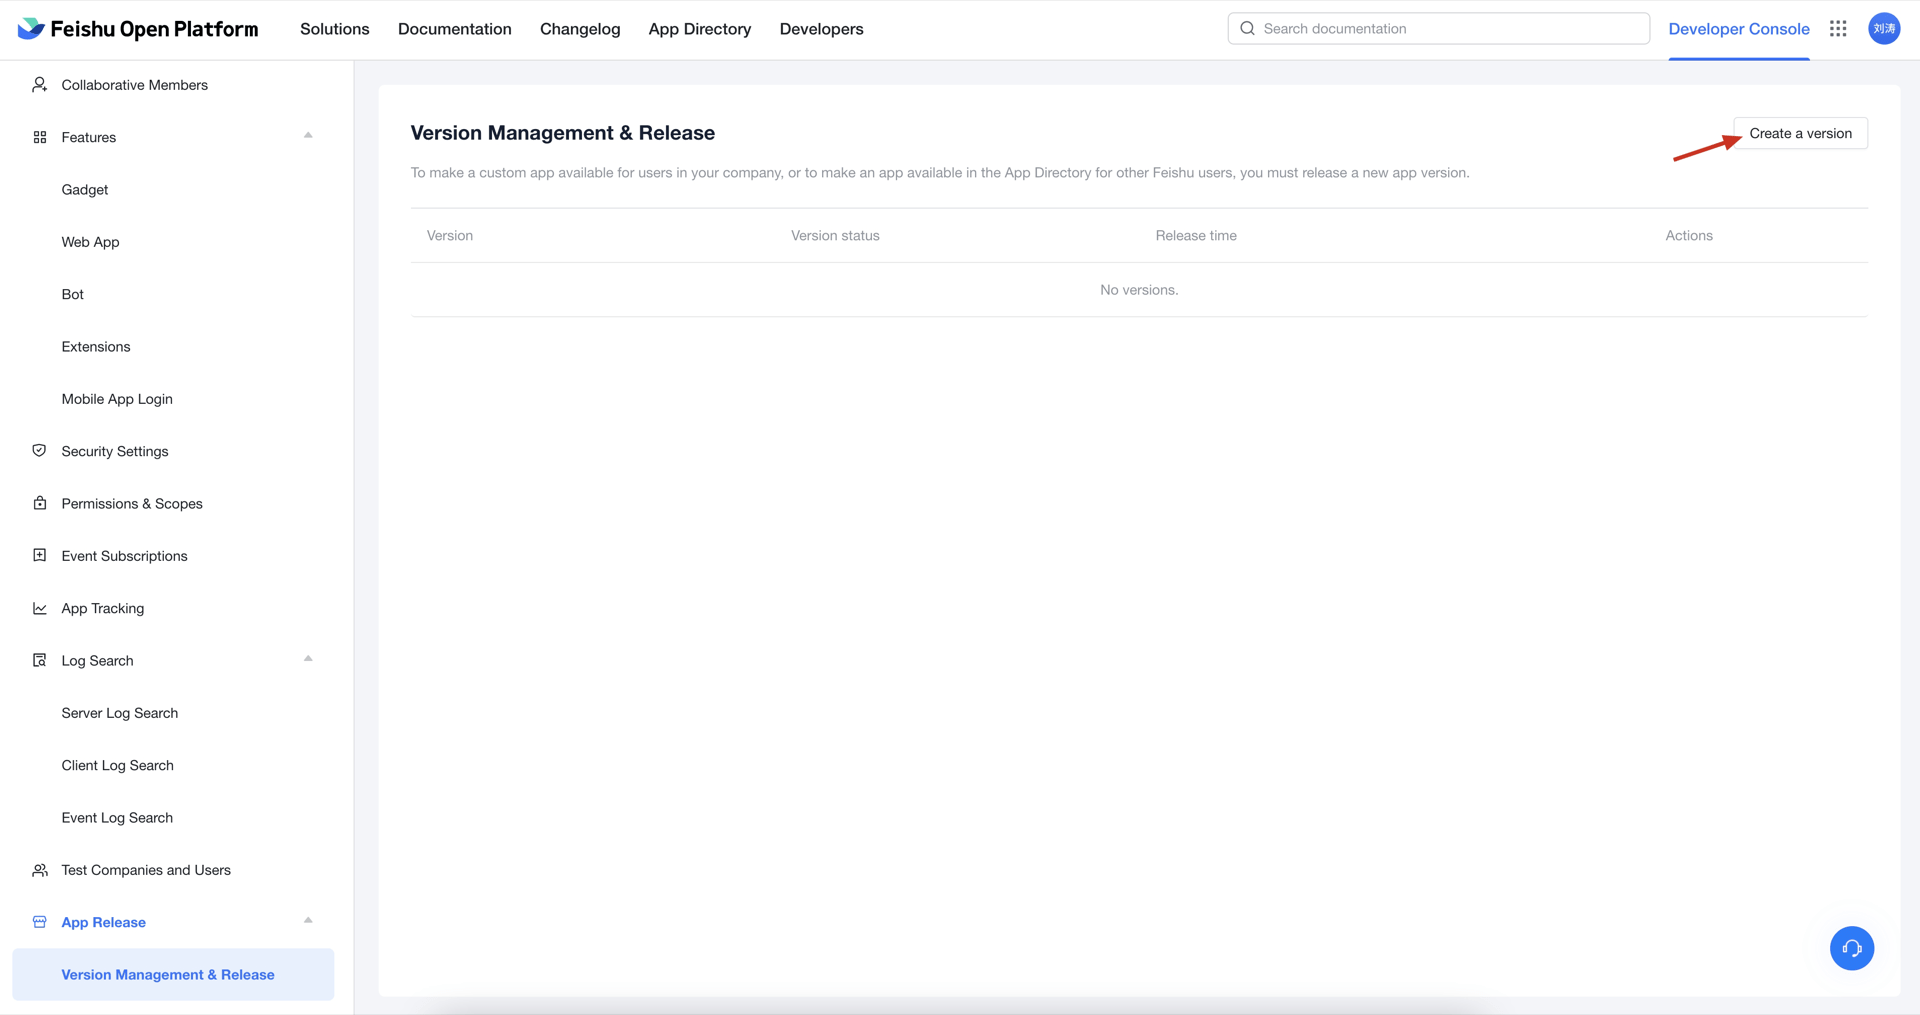 Feishu Open Platform
Solutions
Documentation
Changelog
App Directory
Developers
Search documentation
Developer Console
刘涛
Collaborative Members
Features
Gadget
Web App
Bot
Extensions
Mobile App Login
Security Settings
Permissions & Scopes
Event Subscriptions
App Tracking
Log Search
Server Log Search
Client Log Search
Event Log Search
Test Companies and Users
App Release
Version Management & Release
Version Management & Release
Create a version
To make a custom app available for users in your company, or to make an app available in the App Directory for other Feishu users, you must release a new app version.
Version
Version status
Release time
Actions
No versions.